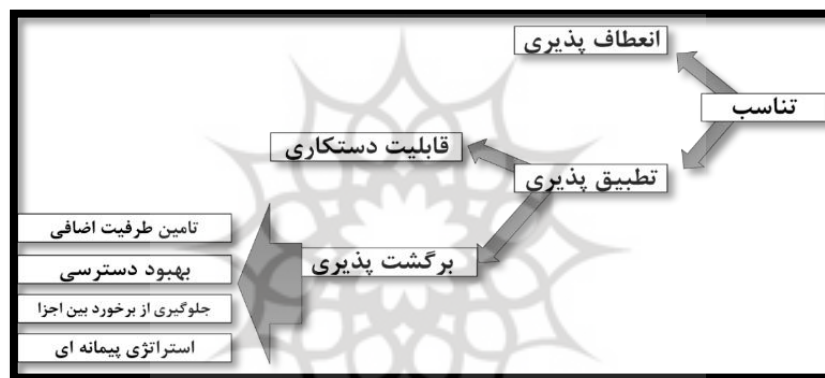 انعطاف پذیری
تناسب
قابلیت دستکاری
تطبیق پذیری
تامین ظرفیت اضافی
برگشت پذیری
بهبود دسترسی
جلوگیری از برخورد بین اجزا
استراتژی پیمانه ای